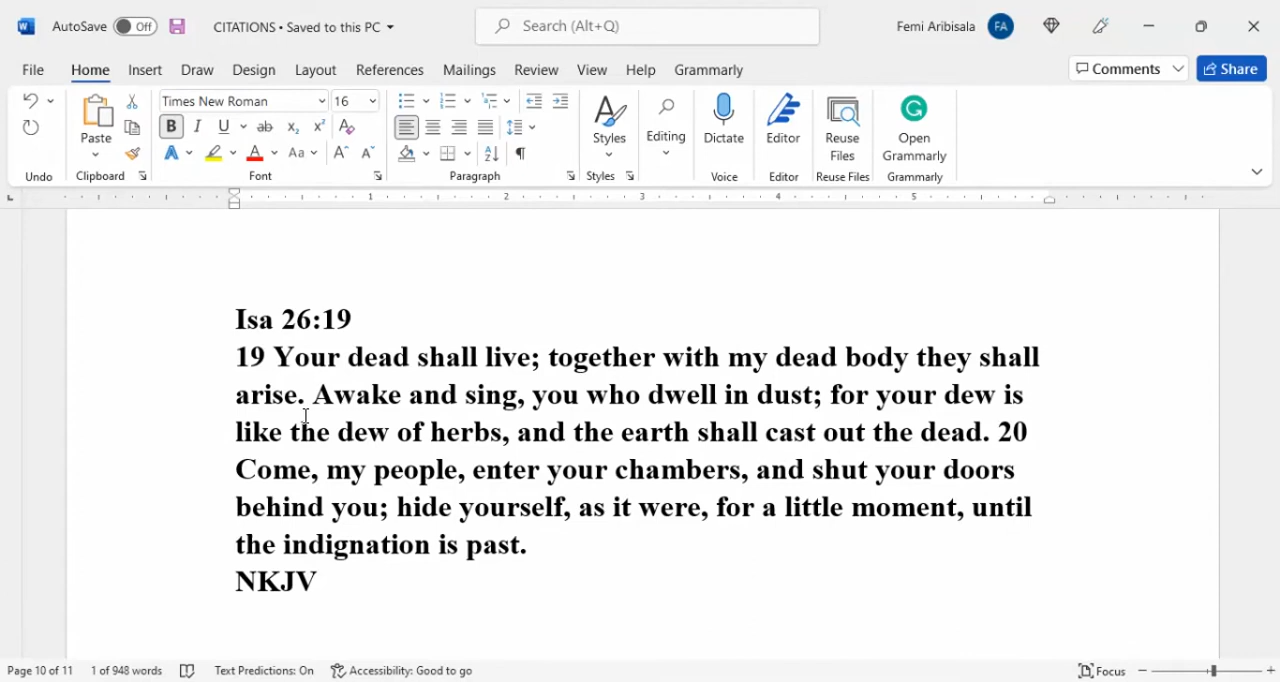 AutoSave Off CITATIONS • Saved to this PC Search (Alt+Q) Femi Aribisala FA
File Home Insert Draw Design Layout References Mailings Review View Help Grammarly Comments Share
Times New Roman 16
Paste Styles Editing Dictate Editor Reuse Files Open Grammarly
Undo Clipboard Font Paragraph Styles Voice Editor Reuse Files Grammarly
1 2 3 4 5
Isa 26:19
19 Your dead shall live; together with my dead body they shall
arise. Awake and sing, you who dwell in dust; for your dew is
like the dew of herbs, and the earth shall cast out the dead. 20
Come, my people, enter your chambers, and shut your doors
behind you; hide yourself, as it were, for a little moment, until
the indignation is past.
NKJV
Page 10 of 11 1 of 948 words Text Predictions: On Accessibility: Good to go Focus